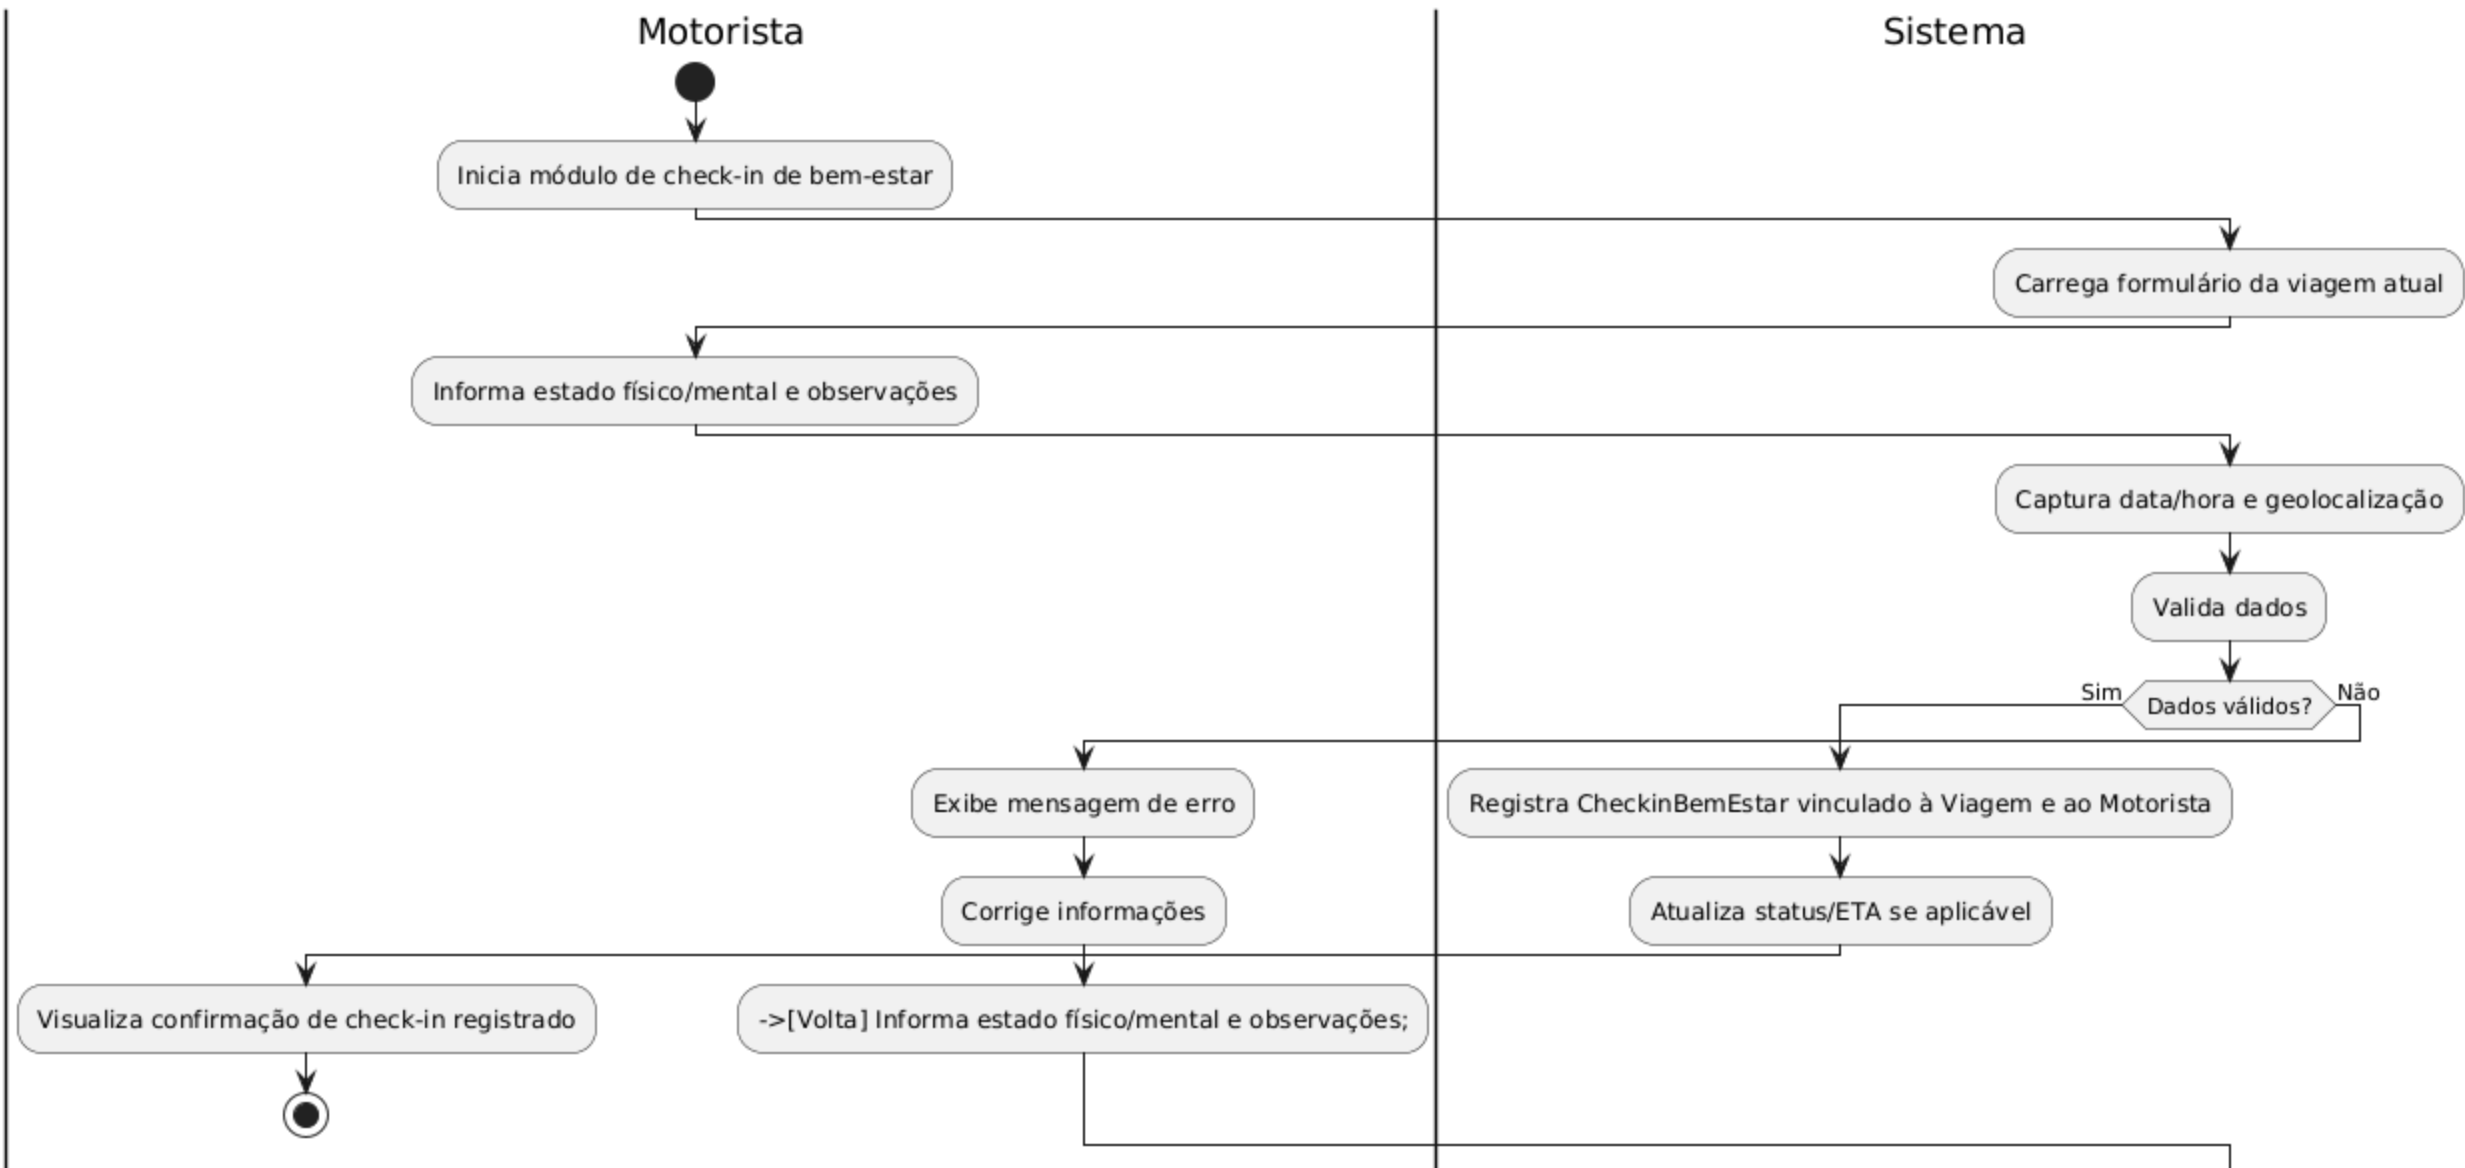 Motorista
Sistema
Inicia módulo de check-in de bem-estar
Carrega formulário da viagem atual
Informa estado físico/mental e observações
Captura data/hora e geolocalização
Valida dados
Sim
Dados válidos?
Não
Exibe mensagem de erro
Registra CheckinBemEstar vinculado à Viagem e ao Motorista
Corrige informações
Atualiza status/ETA se aplicável
Visualiza confirmação de check-in registrado
->[Volta] Informa estado físico/mental e observações;